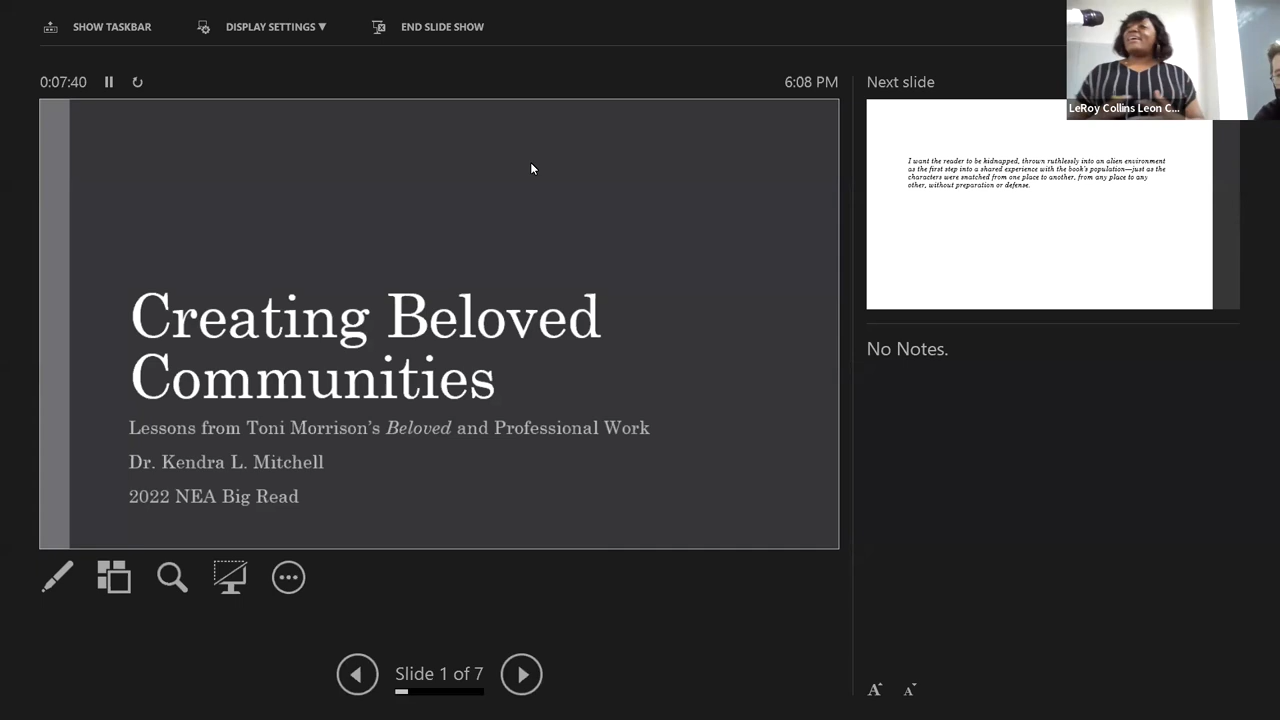 SHOW TASKBAR
DISPLAY SETTINGS ▼
END SLIDE SHOW
LeRoy Collins Leon C...
0:07:40
6:08 PM
Next slide
Creating Beloved
Communities
Lessons from Toni Morrison's Beloved and Professional Work
Dr. Kendra L. Mitchell
2022 NEA Big Read
I want the reader to be kidnapped, thrown ruthlessly into an alien environment
as the first step into a shared experience with the book's population—just as the
characters were snatched from one place to another, from any place to any
other, without preparation or defense.
No Notes.
Slide 1 of 7
A A